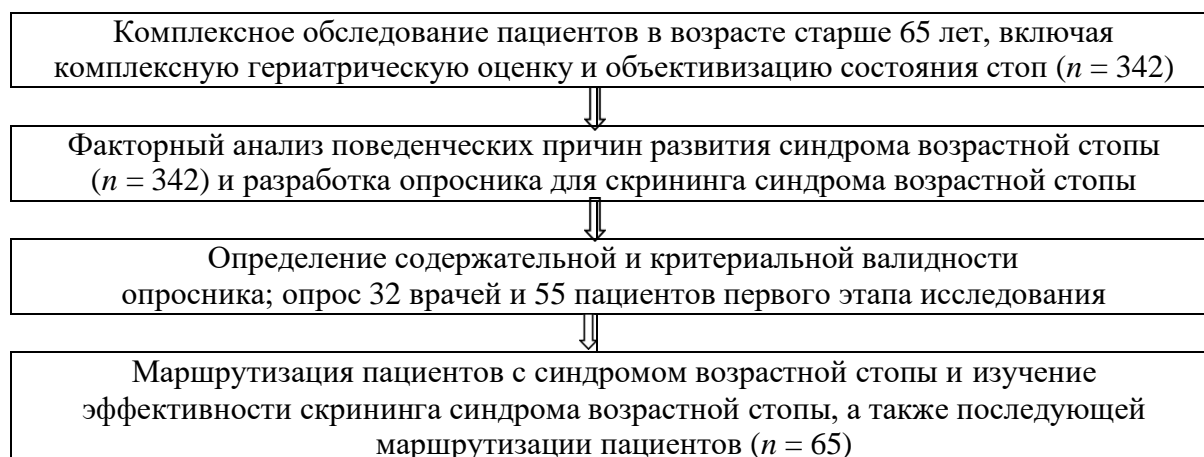 Комплексное обследование пациентов в возрасте старше 65 лет, включая
комплексную гериатрическую оценку и объективизацию состояния стоп (n = 342)
Факторный анализ поведенческих причин развития синдрома возрастной стопы
(n = 342) и разработка опросника для скрининга синдрома возрастной стопы
Определение содержательной и критериальной валидности
опросника; опрос 32 врачей и 55 пациентов первого этапа исследования
Маршрутизация пациентов с синдромом возрастной стопы и изучение
эффективности скрининга синдрома возрастной стопы, а также последующей
маршрутизации пациентов (n = 65)